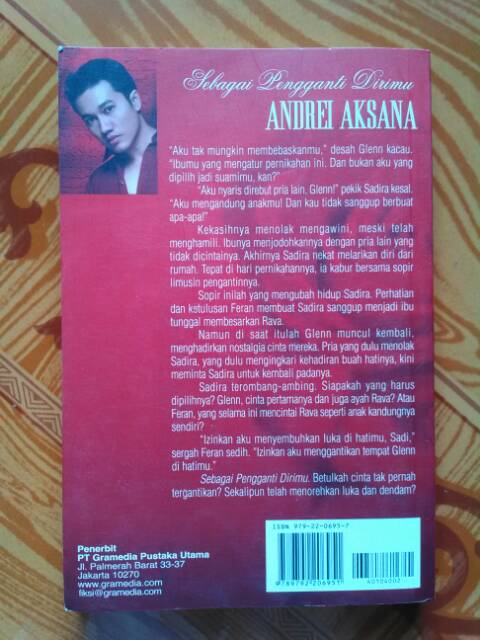 Sebagai Pengganti Dirimu
ANDREI AKSANA
"Aku tak mungkin membebaskanmu," desah Glenn kacau.
"Ibumu yang mengatur pernikahan ini. Dan bukan aku yang
dipilih jadi suamimu, kan?"
"Aku nyaris direbut pria lain, Glenn!" pekik Sadira kesal.
"Aku mengandung anakmu! Dan kau tidak sanggup berbuat
apa-apa!"
Kekasihnya menolak mengawini, meski telah
menghamili. Ibunya menjodohkannya dengan pria lain yang
tidak dicintainya. Akhirnya Sadira nekat melarikan diri dari
rumah. Tepat di hari pernikahannya, ia kabur bersama sopir
limusin pengantinnya.
Sopir inilah yang mengubah hidup Sadira. Perhatian
dan ketulusan Feran membuat Sadira sanggup menjadi ibu
tunggal membesarkan Rava.
Namun di saat itulah Glenn muncul kembali,
menghadirkan nostalgia cinta mereka. Pria yang dulu menolak
Sadira, yang dulu mengingkari kehadiran buah hatinya, kini
meminta Sadira untuk kembali padanya.
Sadira terombang-ambing. Siapakah yang harus
dipilihnya? Glenn, cinta pertamanya dan juga ayah Rava? Atau
Feran, yang selama ini mencintai Rava seperti anak kandungnya
sendiri?
"Izinkan aku menyembuhkan luka di hatimu, Sadi,"
sergah Feran sedih. "Izinkan aku menggantikan tempat Glenn
di hatimu."
Sebagai Pengganti Dirimu. Betulkah cinta tak pernah
tergantikan? Sekalipun telah menorehkan luka dan dendam?
Penerbit
PT Gramedia Pustaka Utama
Jl. Palmerah Barat 33-37
Jakarta 10270
www.gramedia.com
fiksi@gramedia.com
ISBN 979-22-0695-7
9789792206951